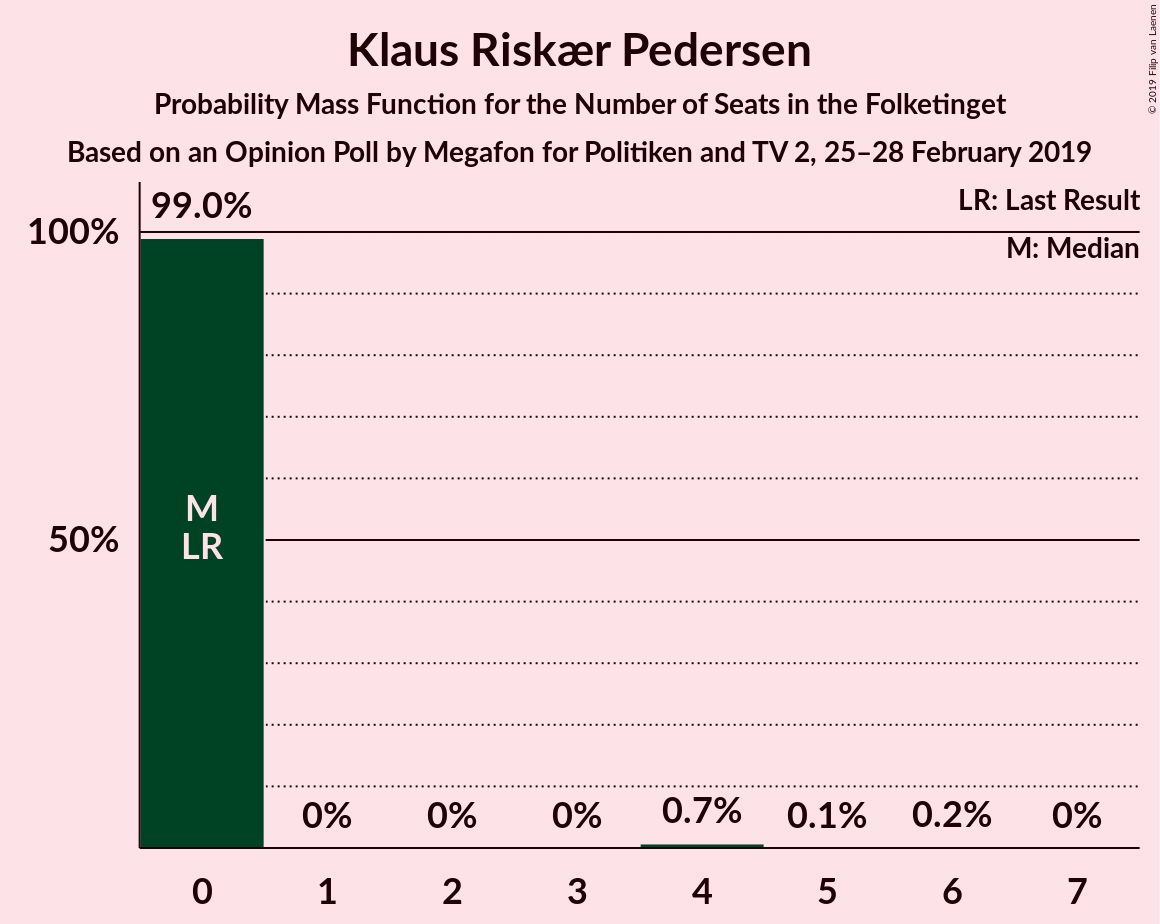 Klaus Riskær Pedersen
Probability Mass Function for the Number of Seats in the Folketinget
Based on an Opinion Poll by Megafon for Politiken and TV 2, 25–28 February 2019
© 2019 Filip van Laenen
LR: Last Result
M: Median
100%
50%
99.0%
M
LR
0%
0%
0%
0.7%
0.1%
0.2%
0%
0
1
2
3
4
5
6
7